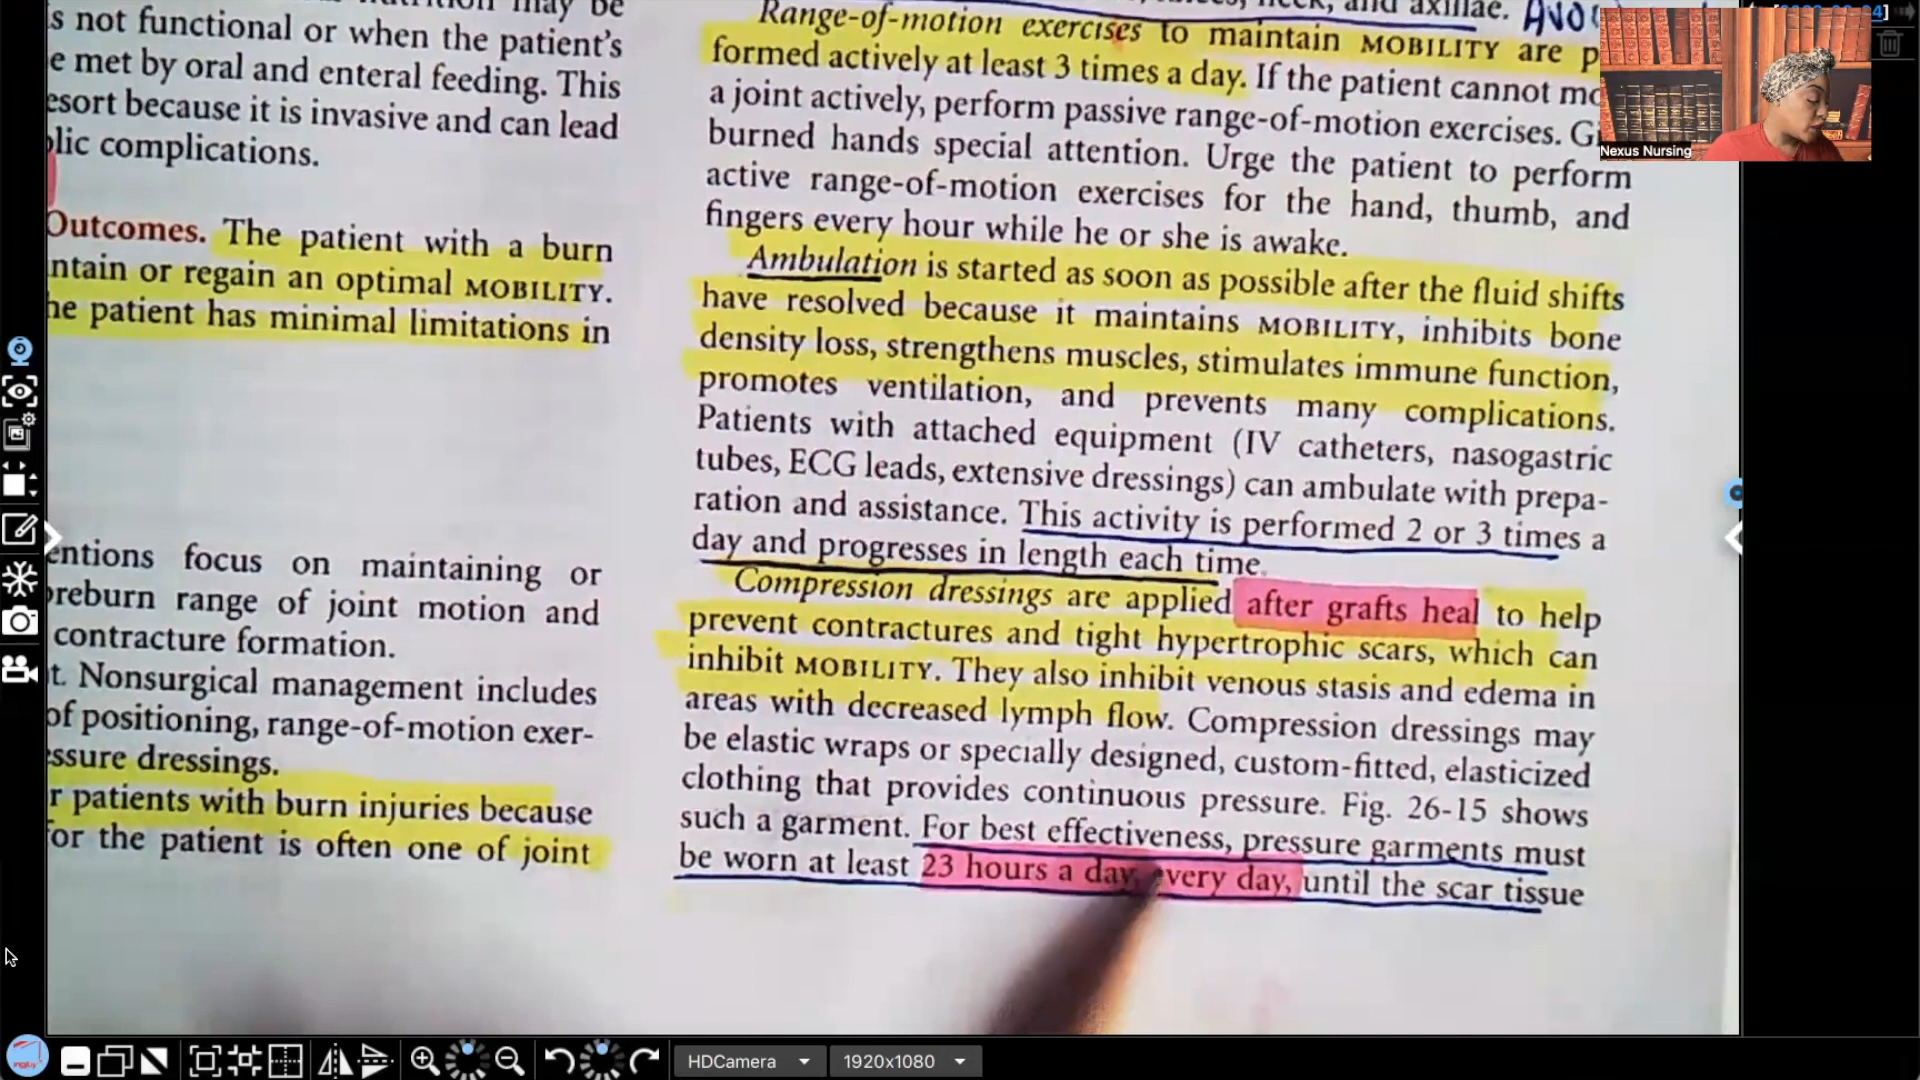 nutrition may be
s not functional or when the patient's
e met by oral and enteral feeding. This
esort because it is invasive and can lead
lic complications.
Outcomes. The patient with a burn
ntain or regain an optimal MOBILITY.
he patient has minimal limitations in
entions focus on maintaining or
preburn range of joint motion and
contracture formation.
t. Nonsurgical management includes
of positioning, range-of-motion exer-
ssure dressings.
r patients with burn injuries because
for the patient is often one of joint
neck, and axillae.
Range-of-motion exercises to maintain MOBILITY are p
formed actively at least 3 times a day. If the patient cannot mo
a joint actively, perform passive range-of-motion exercises. G
burned hands special attention. Urge the patient to perform
active range-of-motion exercises for the hand, thumb, and
fingers every hour while he or she is awake.
Ambulation is started as soon as possible after the fluid shifts
have resolved because it maintains MOBILITY, inhibits bone
density loss, strengthens muscles, stimulates immune function,
promotes ventilation, and prevents many complications.
Patients with attached equipment (IV catheters, nasogastric
tubes, ECG leads, extensive dressings) can ambulate with prepa-
ration and assistance. This activity is performed 2 or 3 times a
day and progresses in length each time.
Compression dressings are applied after grafts heal to help
prevent contractures and tight hypertrophic scars, which can
inhibit MOBILITY. They also inhibit venous stasis and edema in
areas with decreased lymph flow. Compression dressings may
be elastic wraps or specially designed, custom-fitted, elasticized
clothing that provides continuous pressure. Fig. 26-15 shows
such a garment. For best effectiveness, pressure garments must
be worn at least 23 hours a day, every day, until the scar tissue
Nexus Nursing
HDCamera
1920x1080